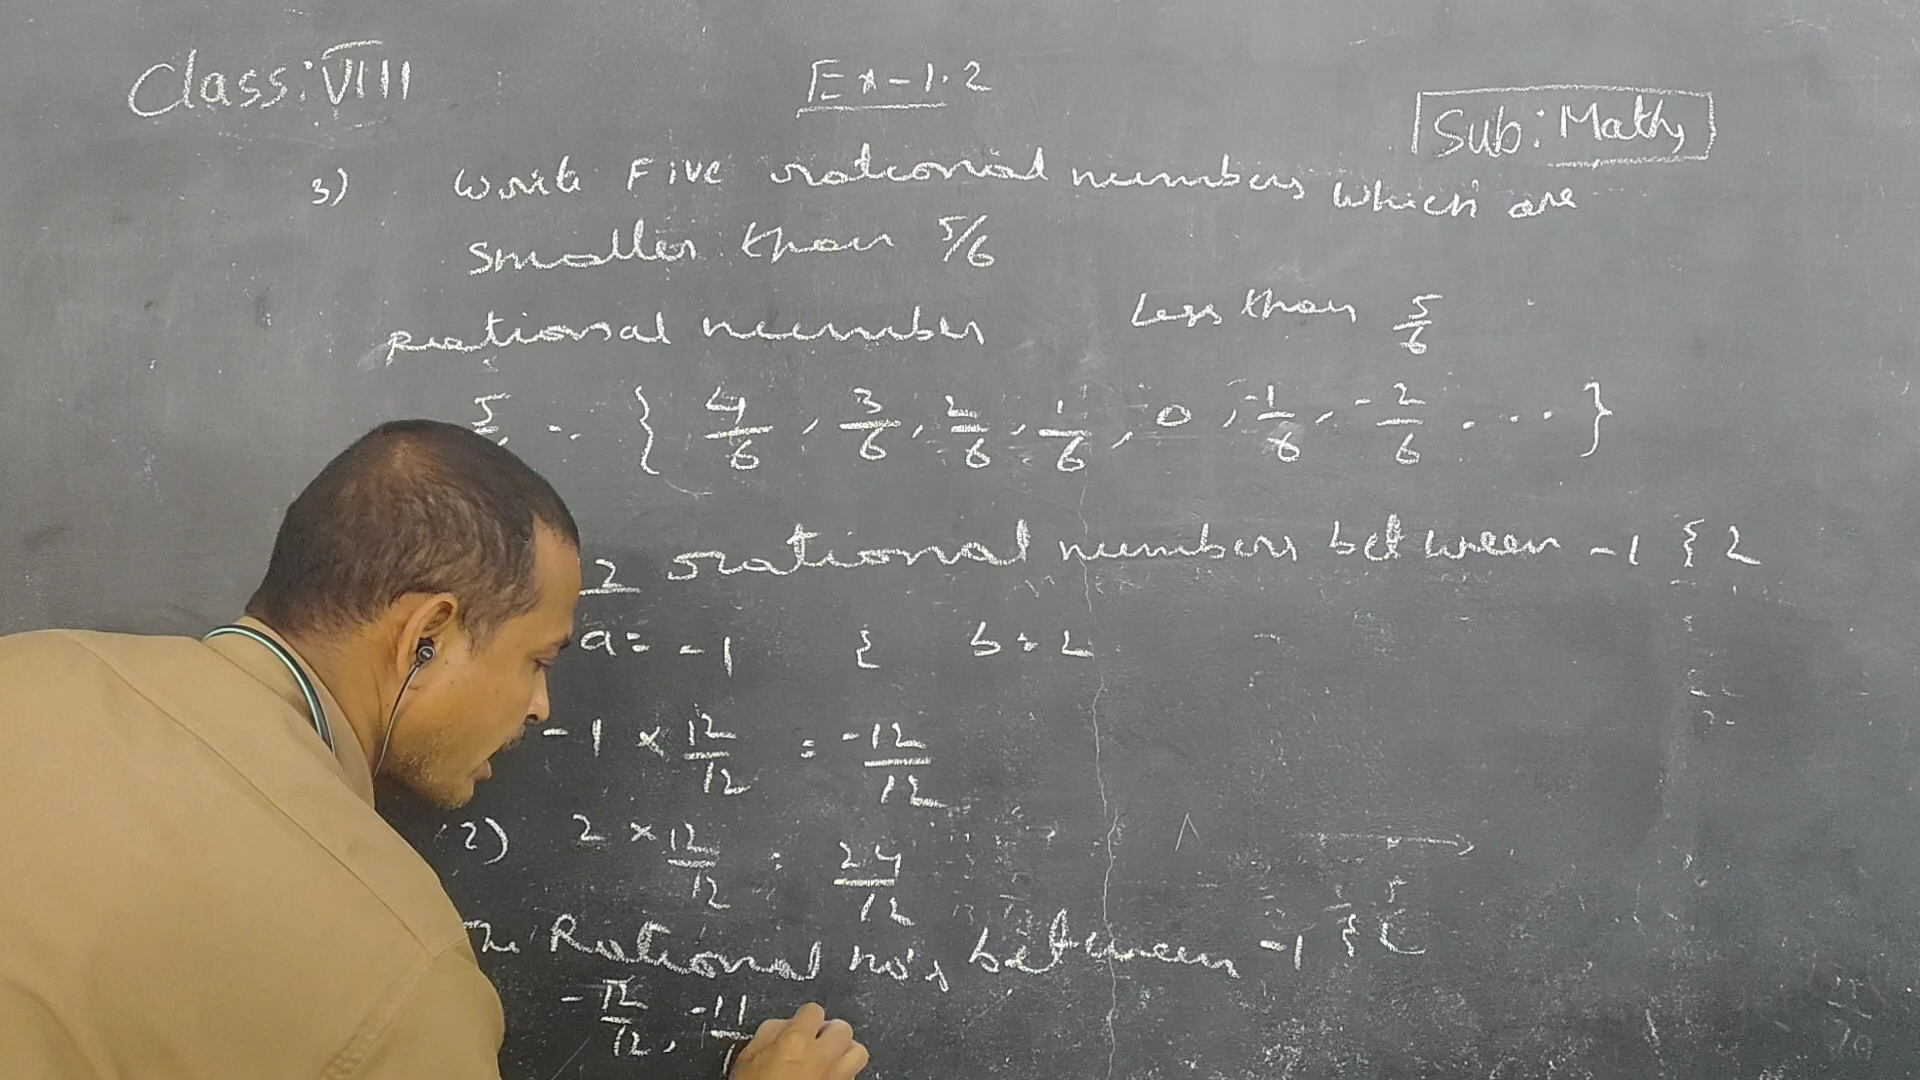 Class: VIII
Ex-1.2
Sub: Maths
3) Write Five rational numbers which are
smaller than 5/6
rational number less than 5/6
5/ { 4/6, 3/6, 2/6, 1/6, 0, -1/6, -2/6 .... }
2 rational numbers between -1 & 2
a = -1 & b = 2
-1 × 12/12 = -12/12
(2) 2 × 12/12 = 24/12
The Rational no's between -1 &
-12/12, -11/1